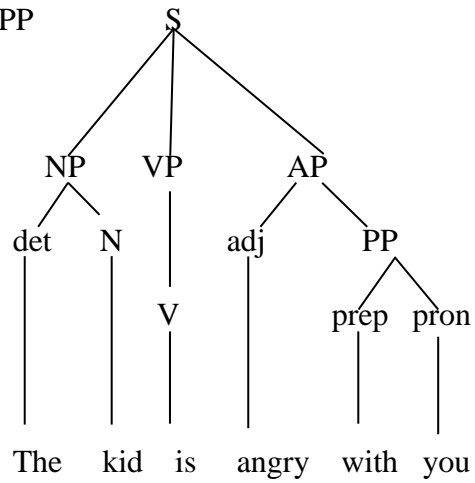 PP S
NP VP AP
det N adj PP
V prep pron
The kid is angry with you